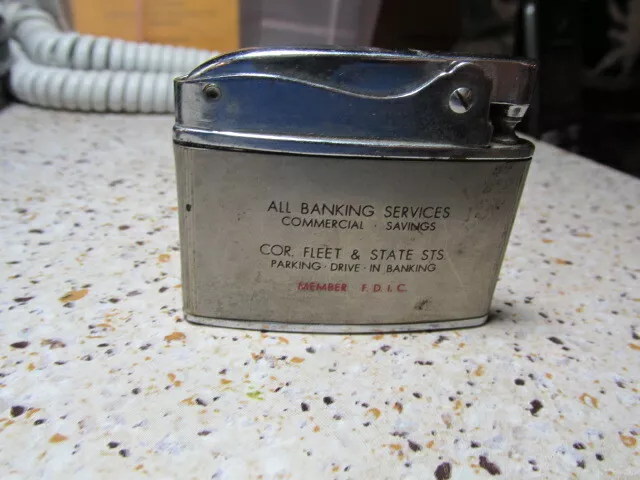 ALL BANKING SERVICES
COMMERCIAL · SAVINGS
COR. FLEET & STATE STS.
PARKING · DRIVE · IN BANKING
MEMBER F. D. I. C.